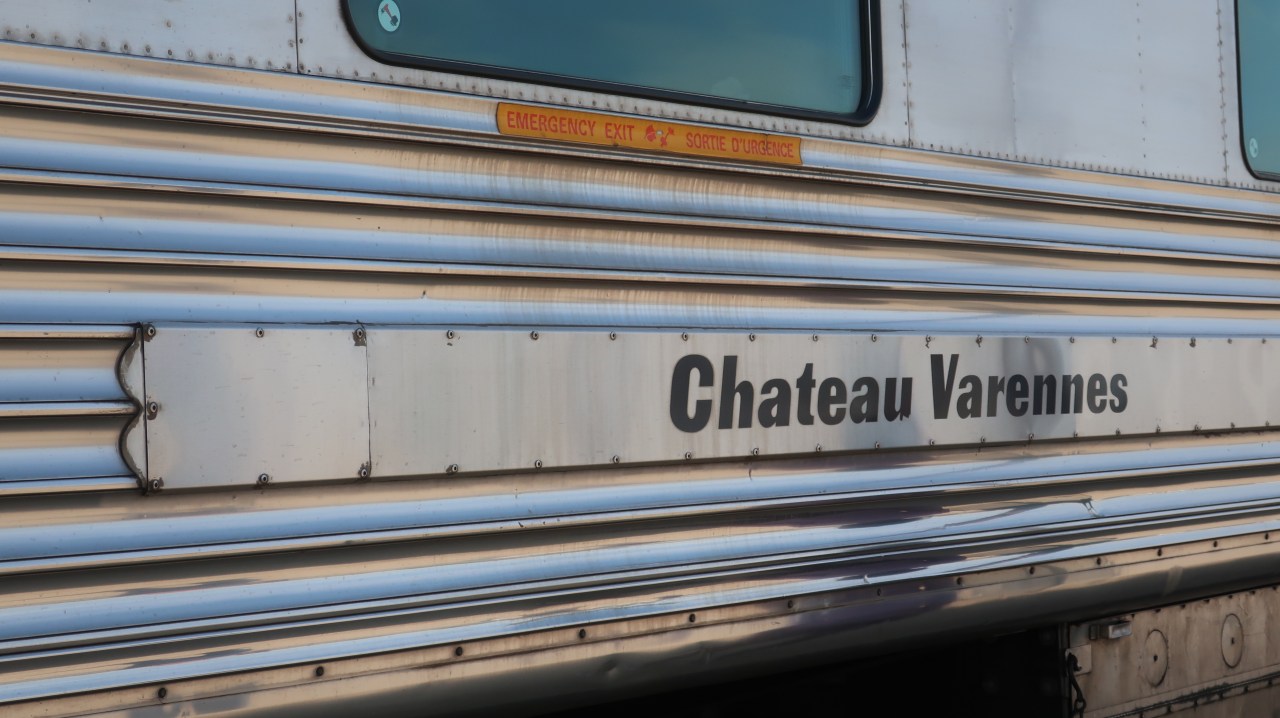 EMERGENCY EXIT SORTIE D'URGENCE
Chateau Varennes